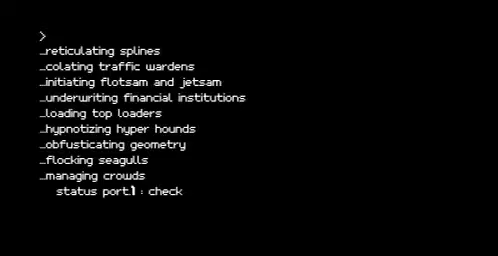 >
...reticulating splines
...colating traffic wardens
...initiating flotsam and jetsam
...underwriting financial institutions
...loading top loaders
...hypnotizing hyper hounds
...obfusticating geometry
...flocking seagulls
...managing crowds
status port.1 : check